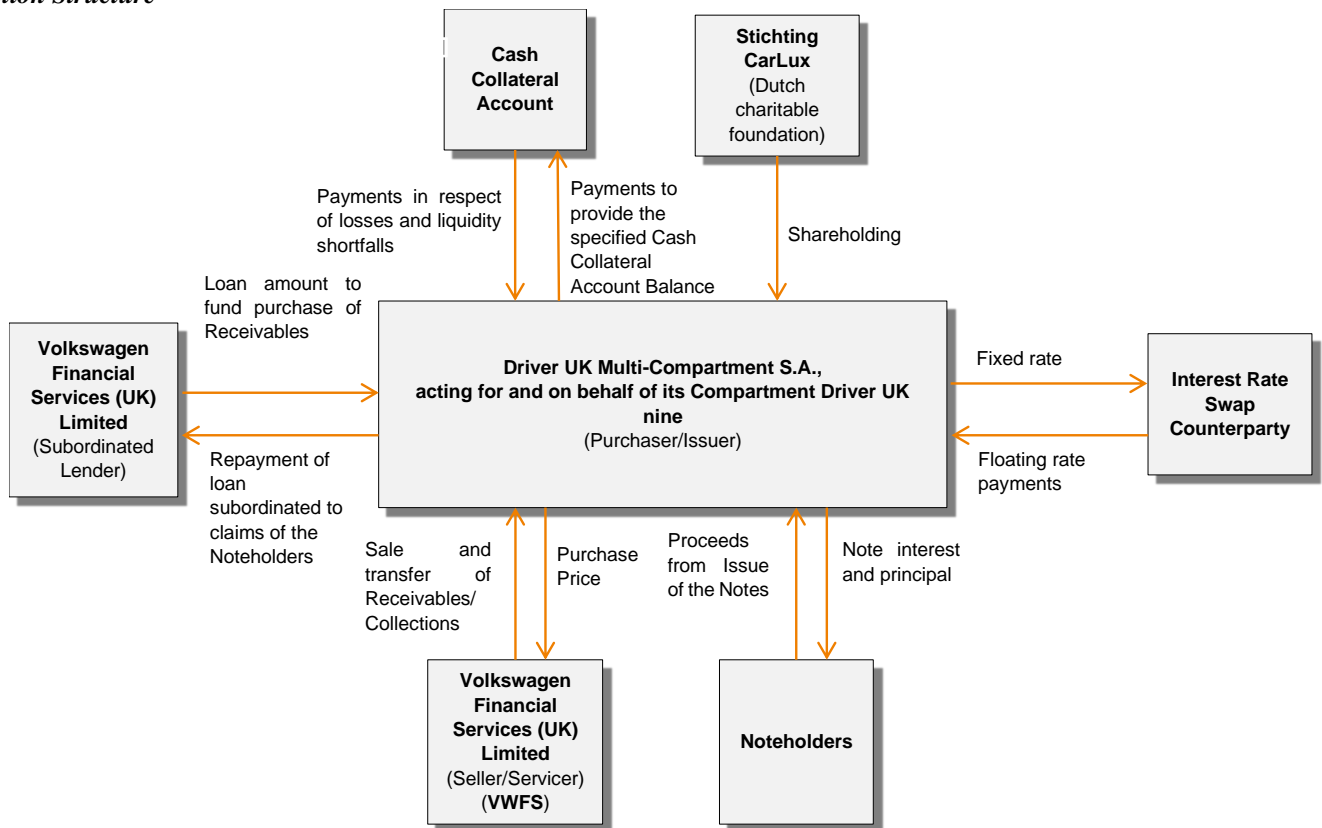 Cash
Collateral
Account
Stichting
CarLux
(Dutch
charitable
foundation)
Payments in respect
of losses and liquidity
shortfalls
Payments to
provide the
specified Cash
Collateral
Account Balance
Shareholding
Loan amount to
fund purchase of
Receivables
Volkswagen
Financial
Services (UK)
Limited
(Subordinated
Lender)
Driver UK Multi-Compartment S.A.,
acting for and on behalf of its Compartment Driver UK
nine
(Purchaser/Issuer)
Fixed rate
Interest Rate
Swap
Counterparty
Floating rate
payments
Repayment of
loan
subordinated to
claims of the
Noteholders
Sale and
transfer of
Receivables/
Collections
Purchase
Price
Proceeds
from Issue
of the Notes
Note interest
and principal
Volkswagen
Financial
Services (UK)
Limited
(Seller/Servicer)
(VWFS)
Noteholders